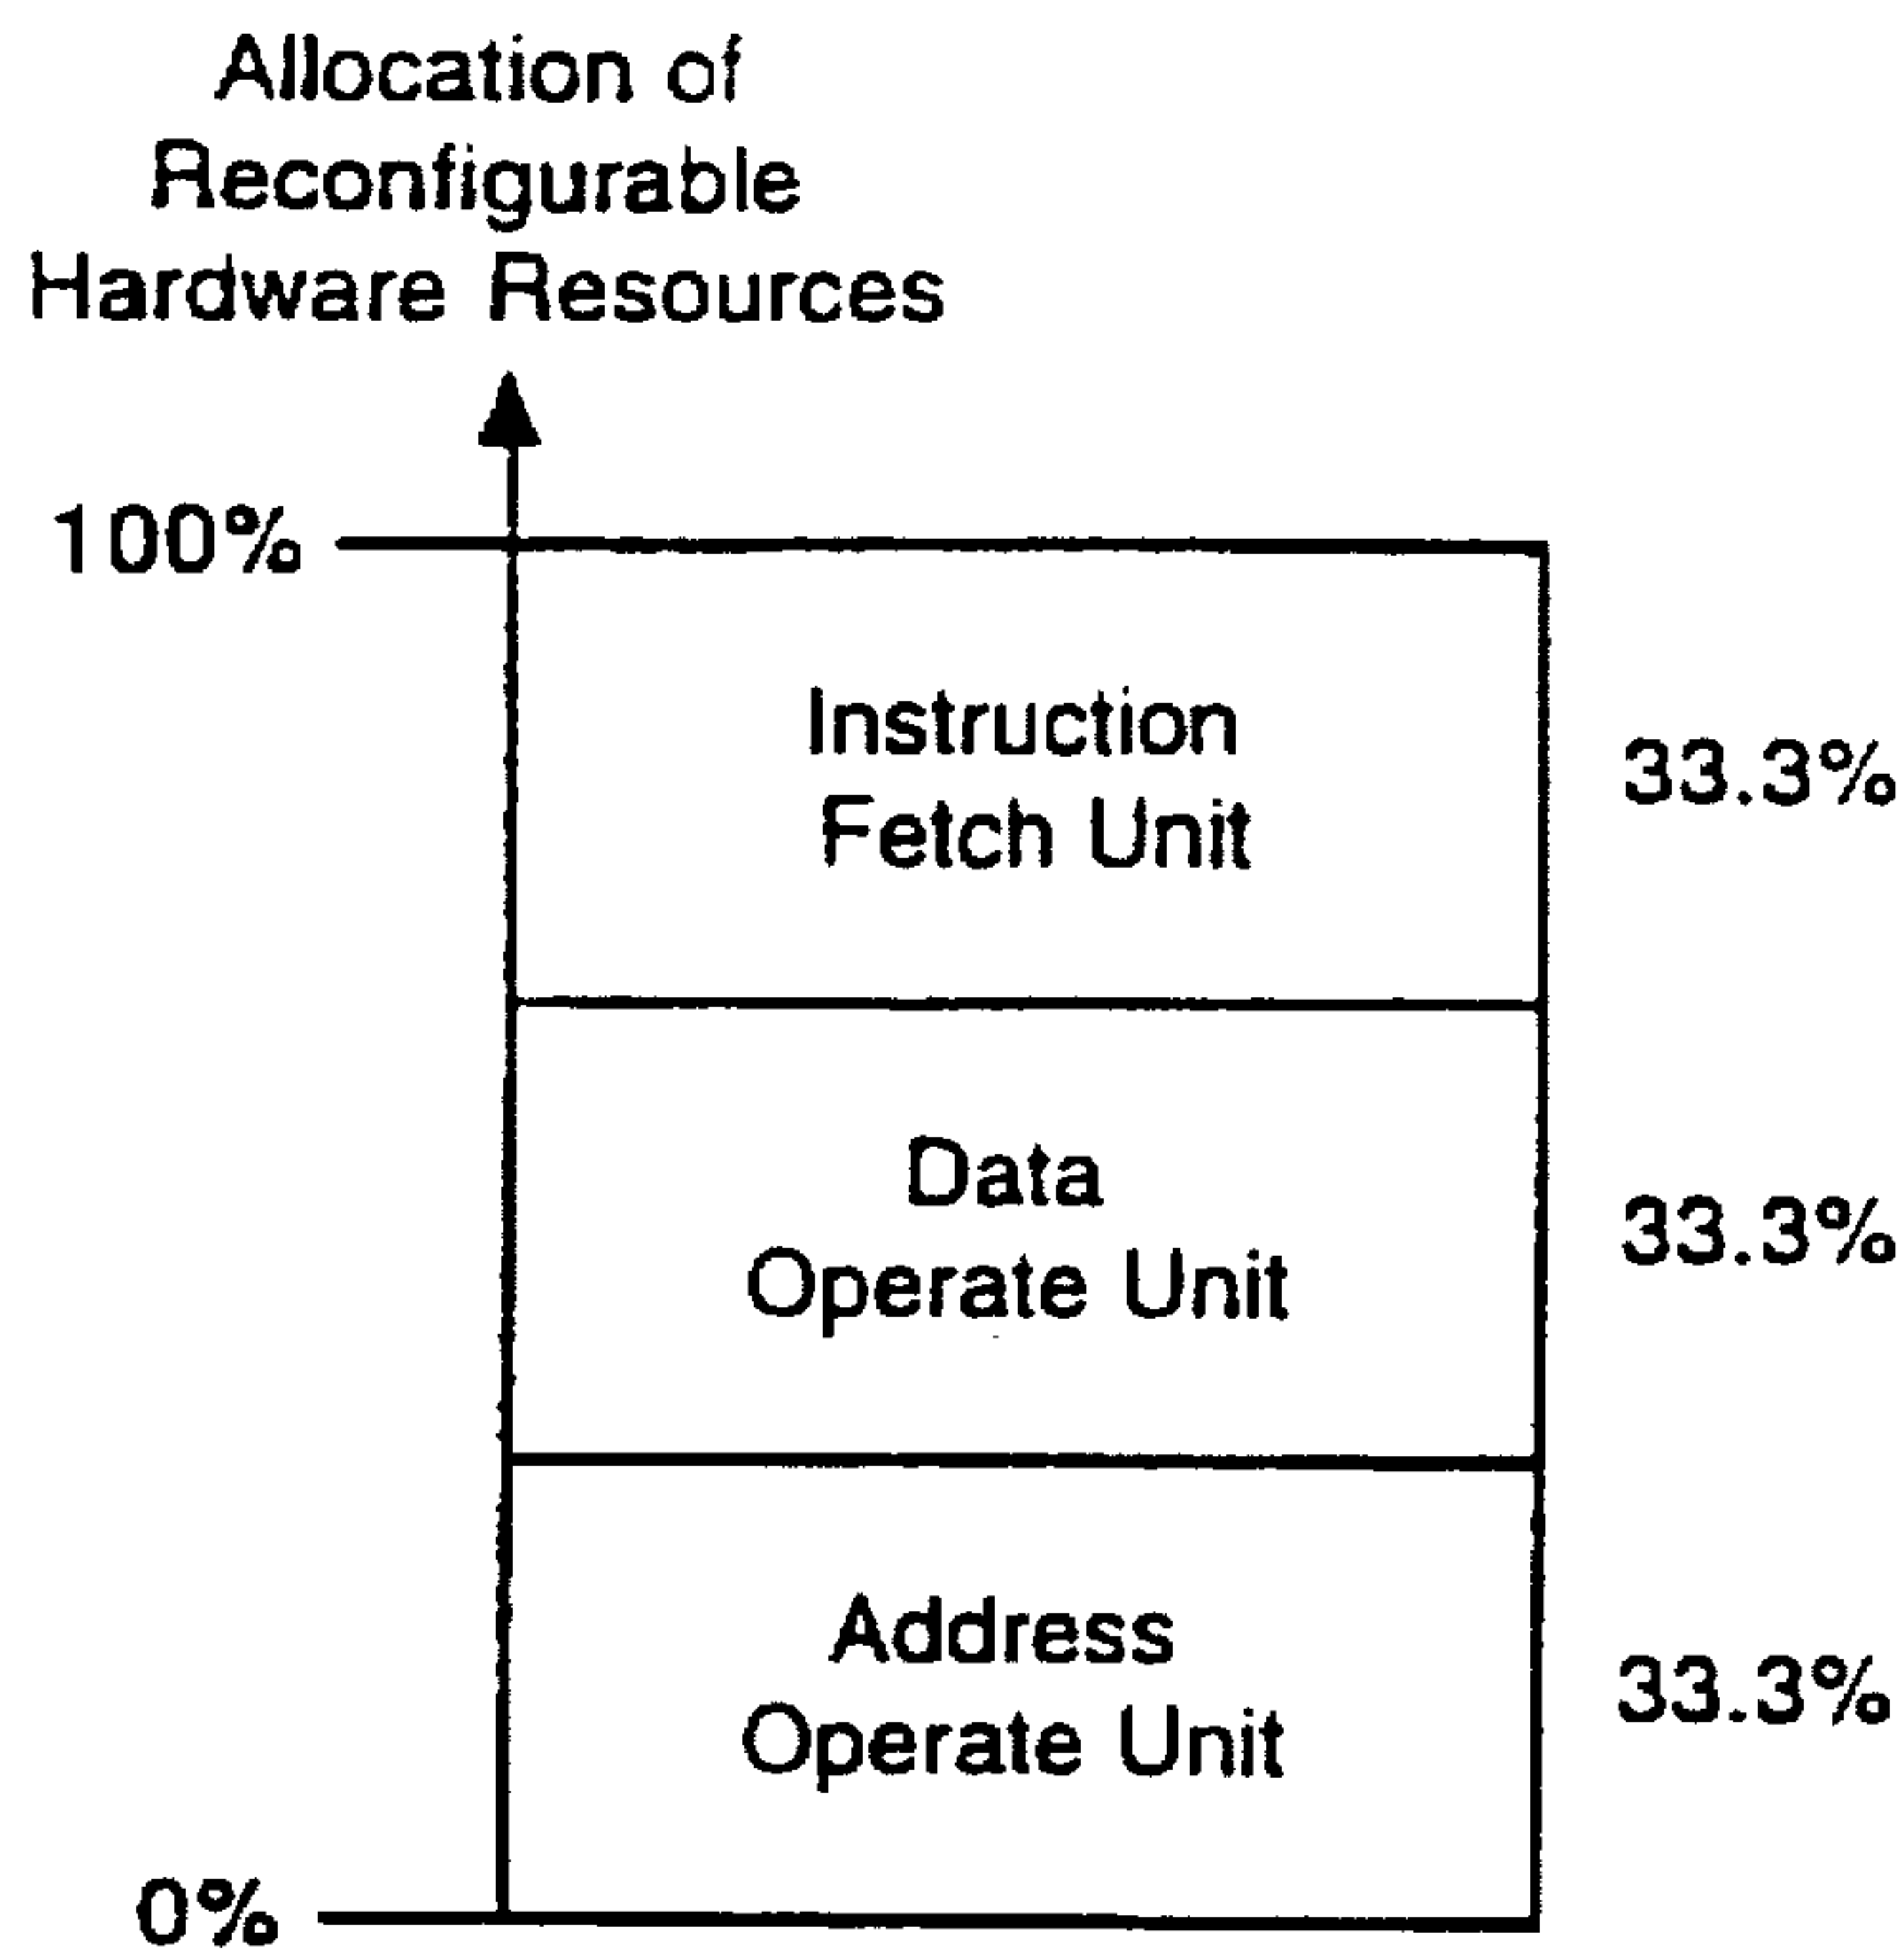 Allocation of
Reconfigurable
Hardware Resources
100%
Instruction
Fetch Unit
33.3%
Data
Operate Unit
33.3%
Address
Operate Unit
33.3%
0%